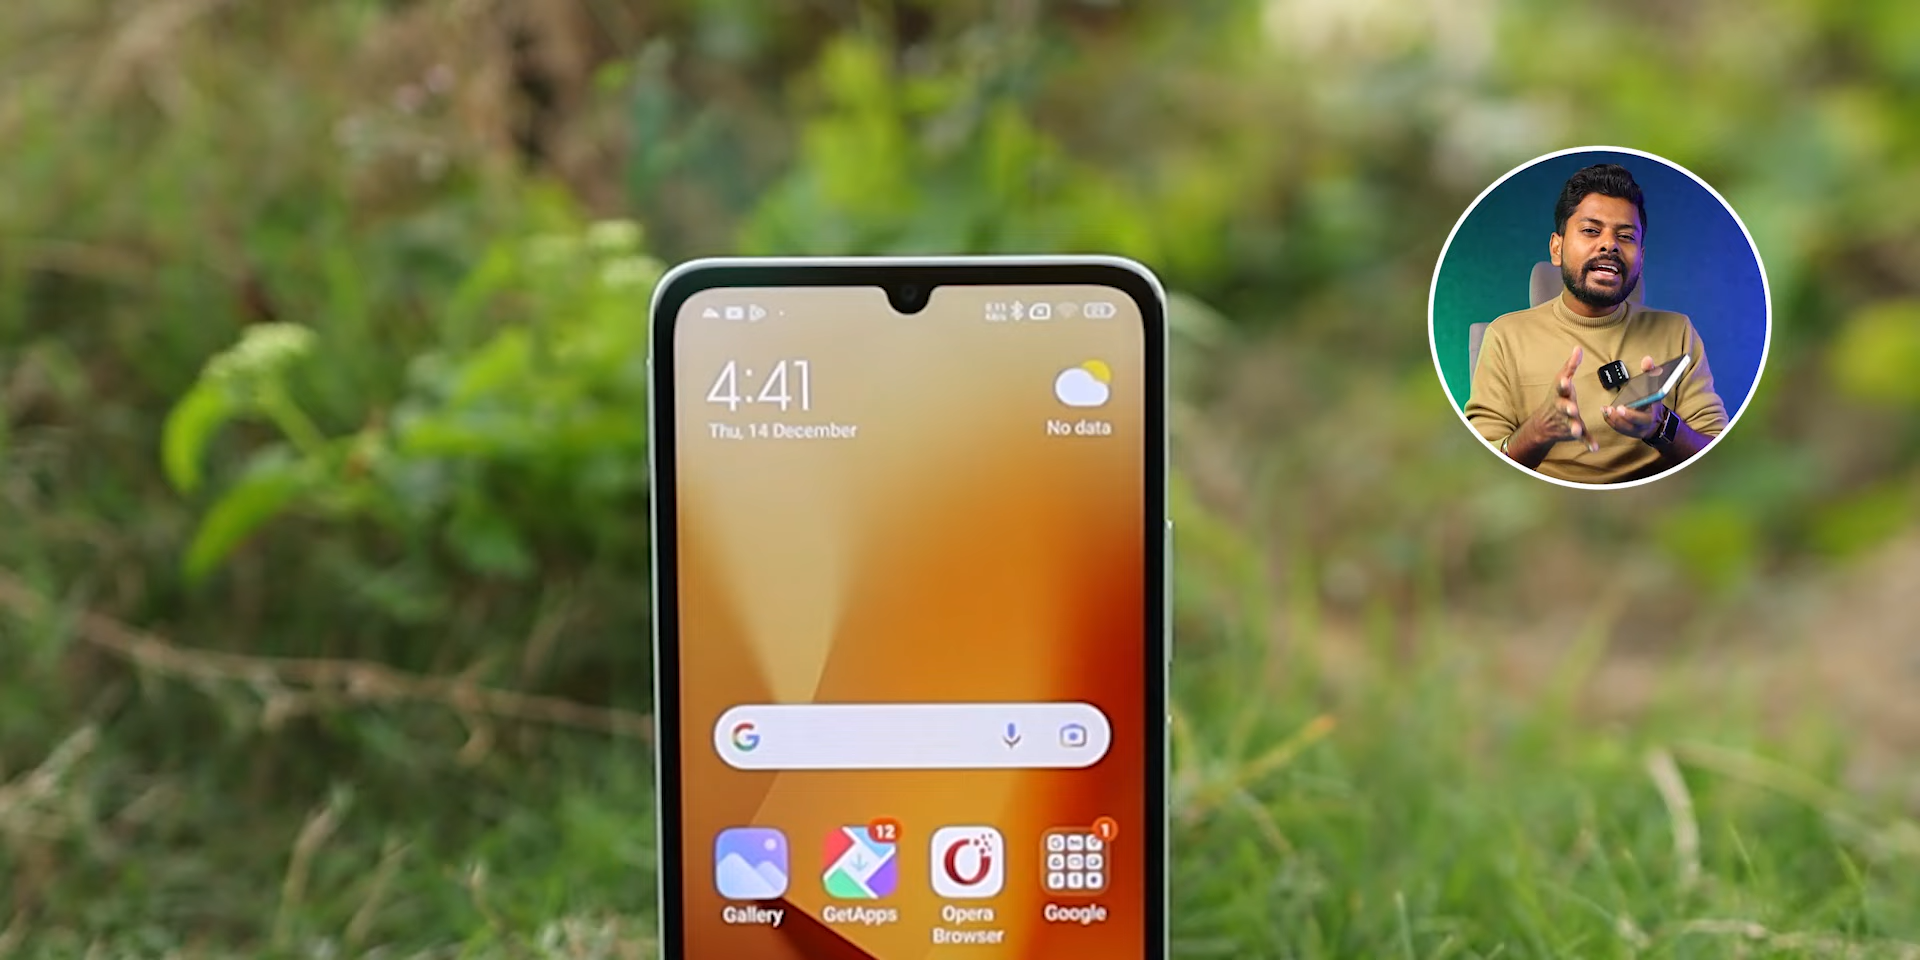 4:41
Thu, 14 December
No data
12
1
Gallery
GetApps
Opera
Browser
Google